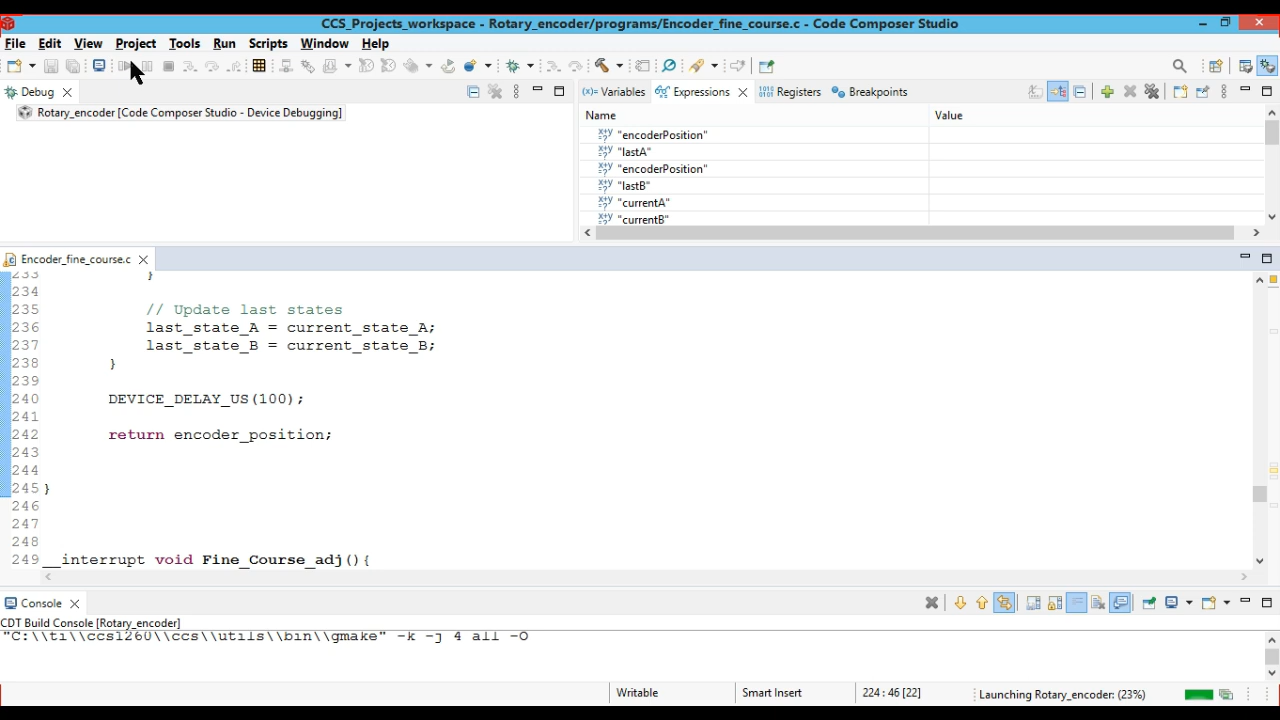 CCS_Projects_workspace - Rotary_encoder/programs/Encoder_fine_course.c - Code Composer Studio
File Edit View Project Tools Run Scripts Window Help
Debug
Rotary_encoder [Code Composer Studio - Device Debugging]
(x)= Variables Expressions Registers Breakpoints
Name Value
"encoderPosition"
"lastA"
"encoderPosition"
"lastB"
"currentA"
"currentB"
Encoder_fine_course.c
233 }
234
235 // Update last states
236 last_state_A = current_state_A;
237 last_state_B = current_state_B;
238 }
239
240 DEVICE_DELAY_US(100);
241
242 return encoder_position;
243
244
245 }
246
247
248
249 __interrupt void Fine_Course_adj(){
Console
CDT Build Console [Rotary_encoder]
"C:\\ti\\ccs1260\\ccs\\utils\\bin\\gmake" -k -j 4 all -O
Writable Smart Insert 224 : 46 [22] Launching Rotary_encoder: (23%)